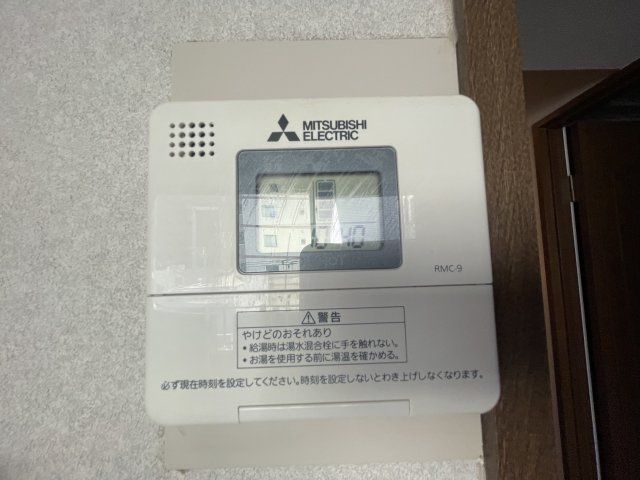 MITSUBISHI
ELECTRIC
10 40
RMC-9
警告
やけどのおそれあり
• 給湯時は湯水混合栓に手を触れない。
• お湯を使用する前に湯温を確かめる。
必ず現在時刻を設定してください。時刻を設定しないとわき上げしなくなります。